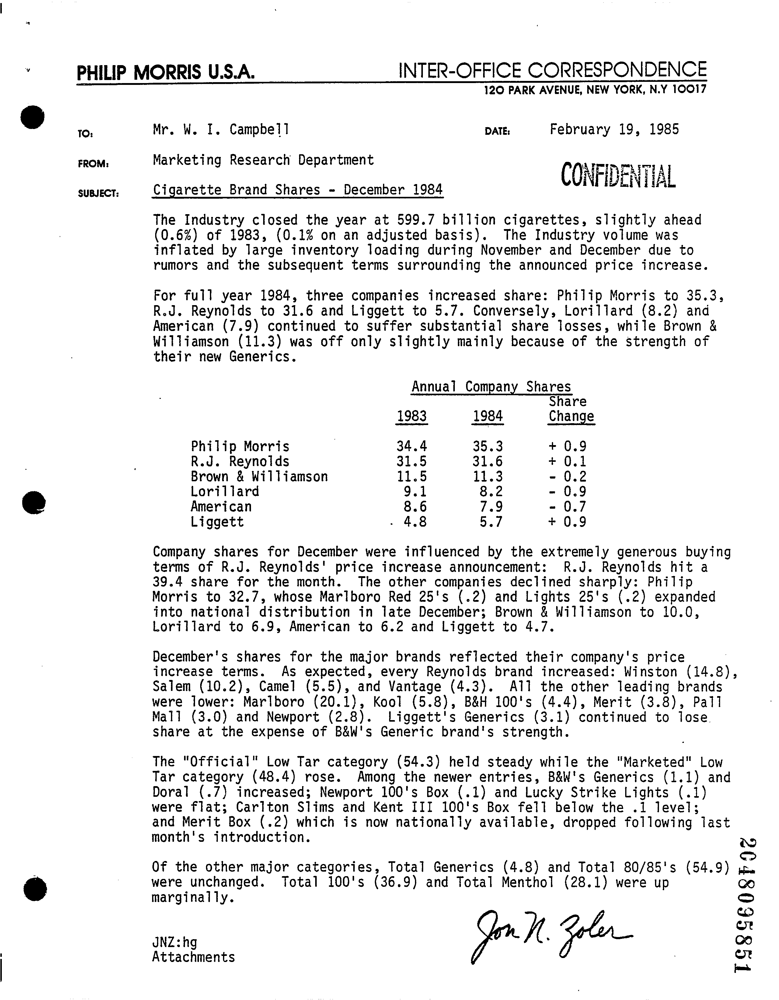 PHILIP MORRIS U.S.A. INTER-OFFICE CORRESPONDENCE
120 PARK AVENUE, NEW YORK, N.Y 10017
TO: Mr. W. I. Campbell DATE: February 19, 1985
FROM: Marketing Research Department
CONFIDENTIAL
SUBJECT: Cigarette Brand Shares - December 1984
The Industry closed the year at 599.7 billion cigarettes, slightly ahead
(0.6%) of 1983, (0.1% on an adjusted basis). The Industry volume was
inflated by large inventory loading during November and December due to
rumors and the subsequent terms surrounding the announced price increase.
For full year 1984, three companies increased share: Philip Morris to 35.3,
R.J. Reynolds to 31.6 and Liggett to 5.7. Conversely, Lorillard (8.2) and
American (7.9) continued to suffer substantial share losses, while Brown &
Williamson (11.3) was off only slightly mainly because of the strength of
their new Generics.
Annual Company Shares
Share
1983 1984 Change
Philip Morris 34.4 35.3 + 0.9
R.J. Reynolds 31.5 31.6 + 0.1
Brown & Williamson 11.5 11.3 - 0.2
Lorillard 9.1 8.2 - 0.9
American 8.6 7.9 - 0.7
Liggett 4.8 5.7 + 0.9
Company shares for December were influenced by the extremely generous buying
terms of R.J. Reynolds' price increase announcement: R.J. Reynolds hit a
39.4 share for the month. The other companies declined sharply: Philip
Morris to 32.7, whose Marlboro Red 25's (.2) and Lights 25's (.2) expanded
into national distribution in late December; Brown & Williamson to 10.0,
Lorillard to 6.9, American to 6.2 and Liggett to 4.7.
December's shares for the major brands reflected their company's price
increase terms. As expected, every Reynolds brand increased: Winston (14.8),
Salem (10.2), Camel (5.5), and Vantage (4.3). All the other leading brands
were lower: Marlboro (20.1), Kool (5.8), B&H 100's (4.4), Merit (3.8), Pall
Mall (3.0) and Newport (2.8). Liggett's Generics (3.1) continued to lose
share at the expense of B&W's Generic brand's strength.
The "Official" Low Tar category (54.3) held steady while the "Marketed" Low
Tar category (48.4) rose. Among the newer entries, B&W's Generics (1.1) and
Doral (.7) increased; Newport 100's Box (.1) and Lucky Strike Lights (.1)
were flat; Carlton Slims and Kent III 100's Box fell below the .1 level;
and Merit Box (.2) which is now nationally available, dropped following last
month's introduction.
Of the other major categories, Total Generics (4.8) and Total 80/85's (54.9)
were unchanged. Total 100's (36.9) and Total Menthol (28.1) were up
marginally.
Jon N. Zoler
JNZ:hg
Attachments
2048095851